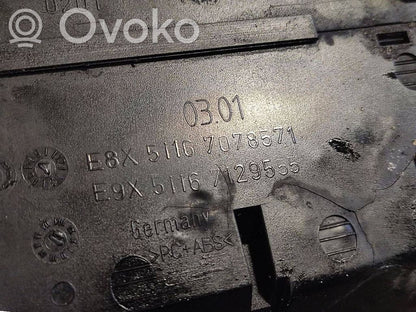 Ovoko
03.01
E8X 5116 7078571
E9X 5116 7129555
Germany
>PC+ABS<